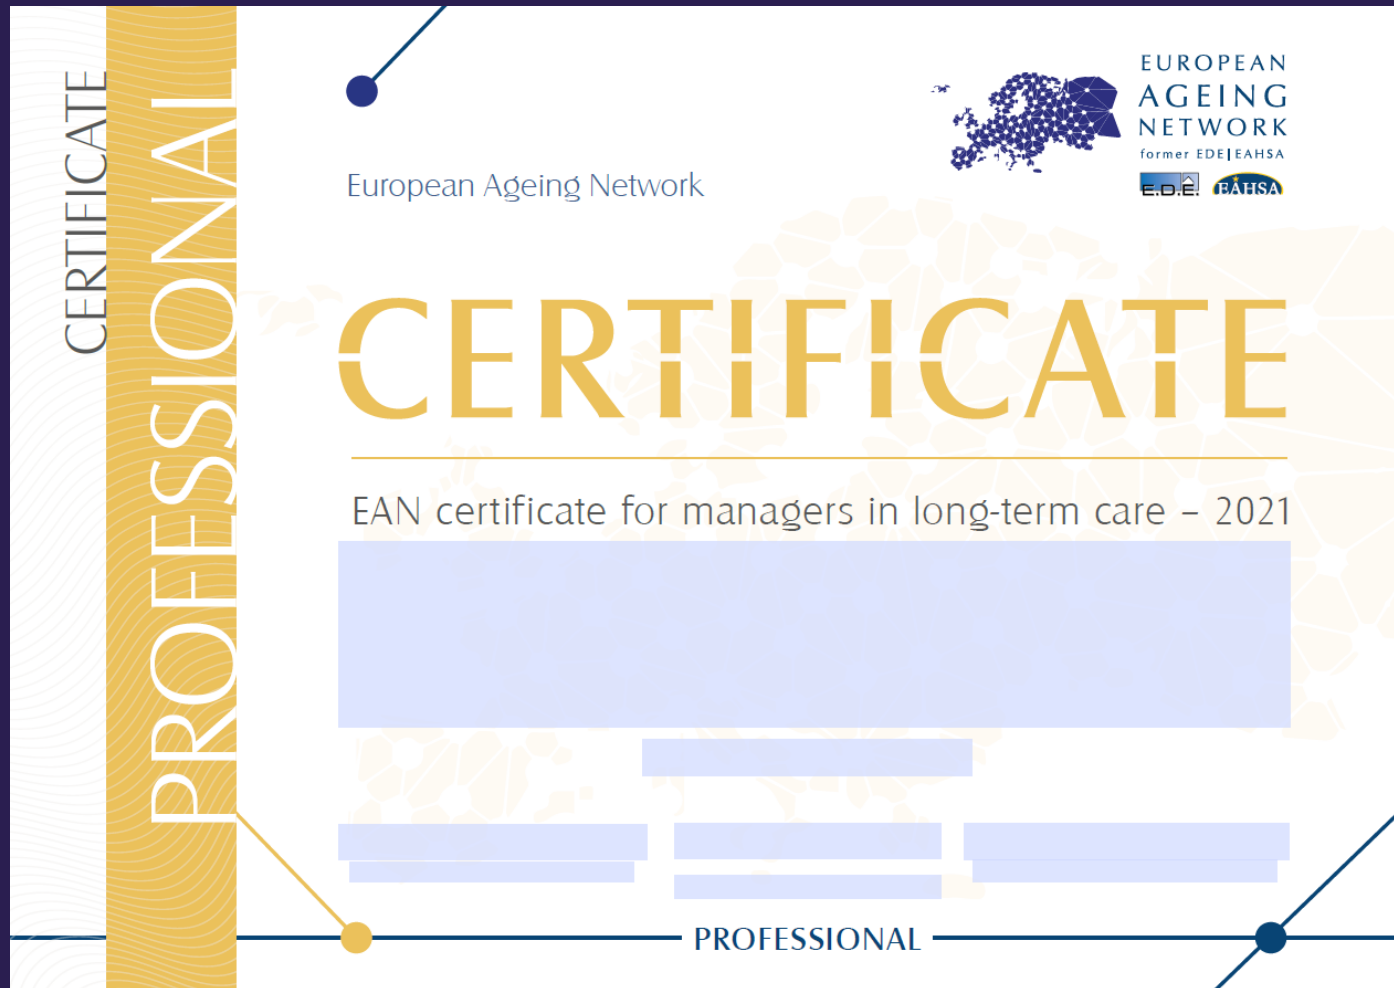 CERTIFICATE
PROFESSIONAL
European Ageing Network
EUROPEAN
AGEING
NETWORK
former EDE|EAHSA
E.D.E.
EAHSA
CERTIFICATE
EAN certificate for managers in long-term care – 2021
PROFESSIONAL